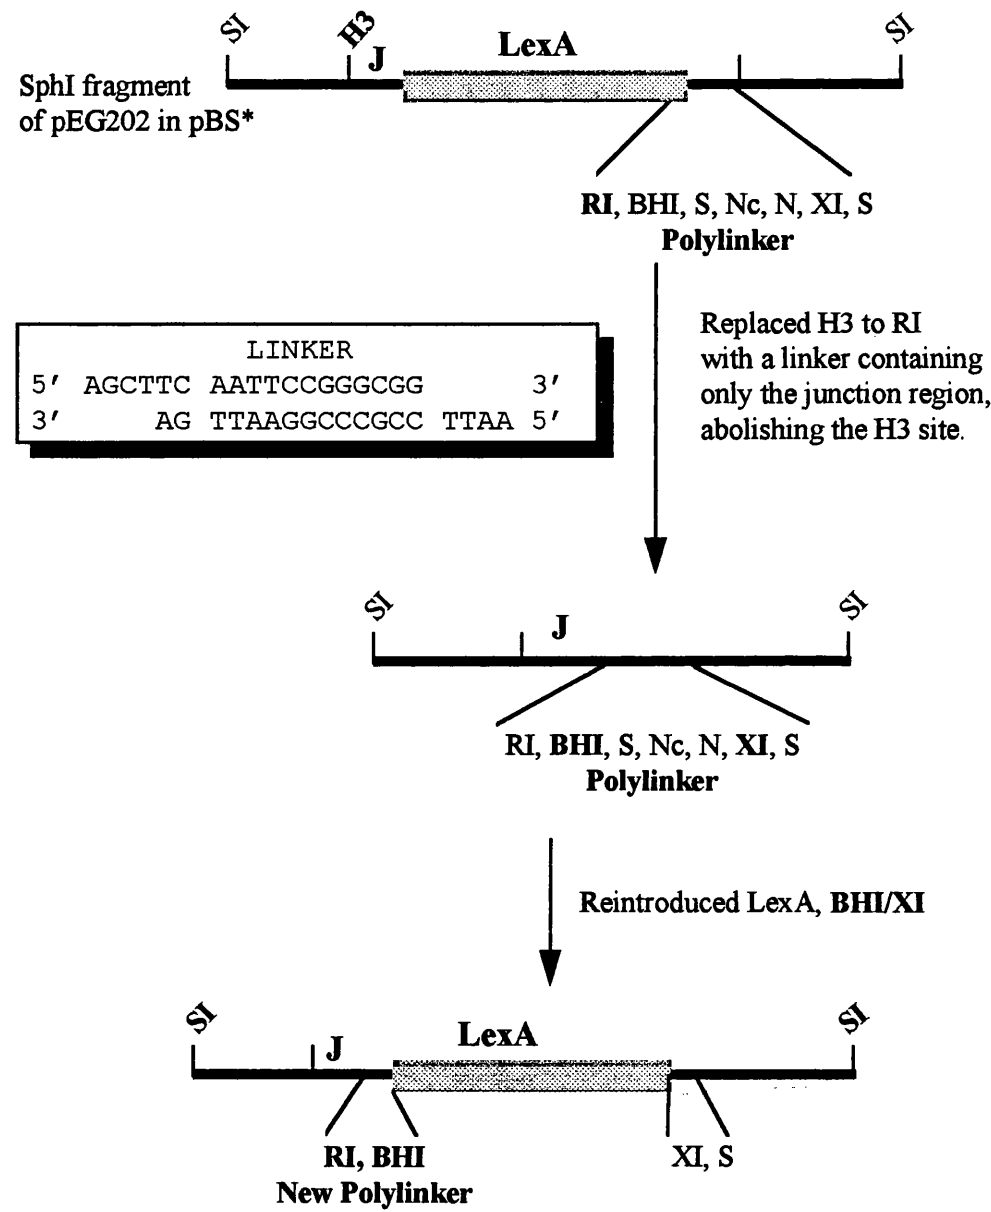 SI
H3
J
LexA
SI
SphI fragment
of pEG202 in pBS*
RI, BHI, S, Nc, N, XI, S
Polylinker
LINKER
5' AGCTTC AATTCCGGGCGG 3'
3' AG TTAAGGCCCGCC TTAA 5'
Replaced H3 to RI
with a linker containing
only the junction region,
abolishing the H3 site.
SI
J
SI
RI, BHI, S, Nc, N, XI, S
Polylinker
Reintroduced LexA, BHI/XI
SI
J
LexA
SI
RI, BHI
New Polylinker
XI, S